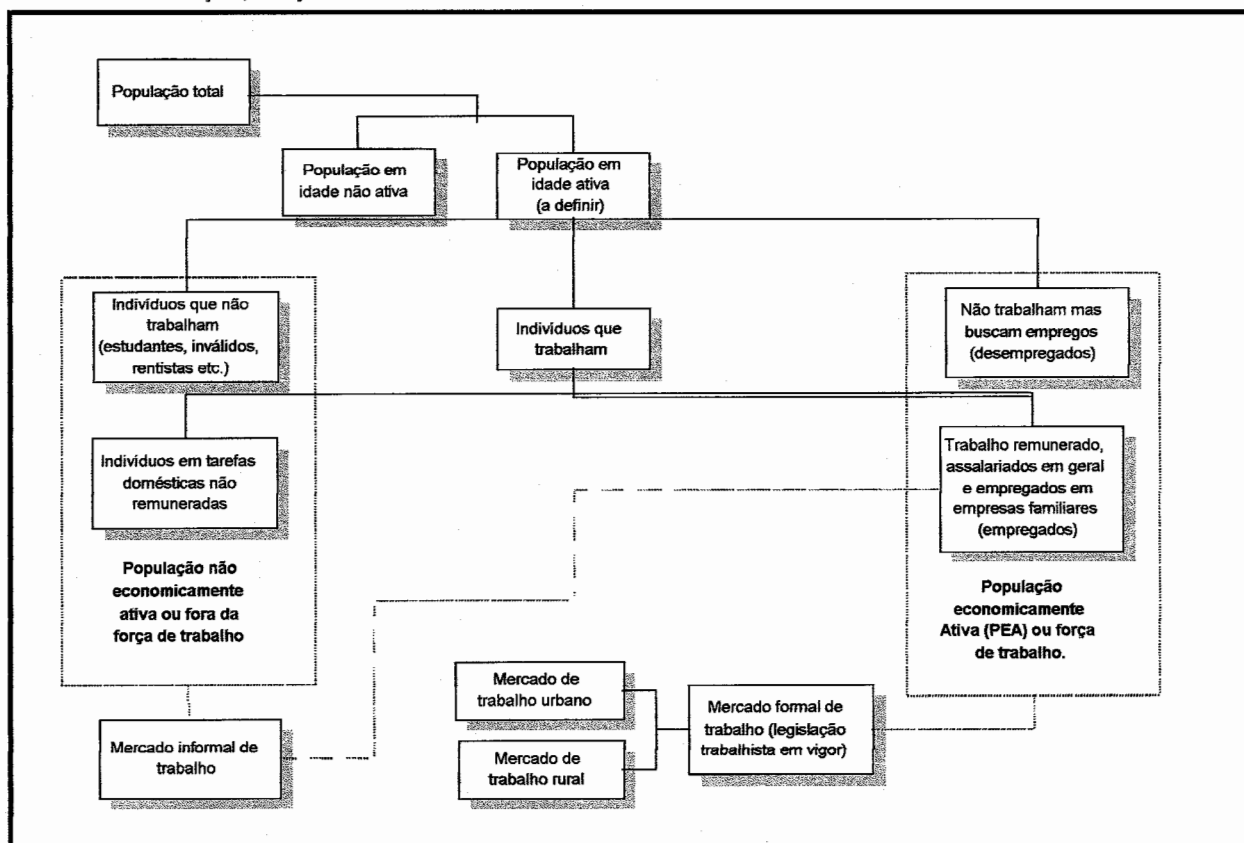 População total
População em
idade não ativa
População em
idade ativa
(a definir)
Indivíduos que não
trabalham
(estudantes, inválidos,
rentistas etc.)
Indivíduos que
trabalham
Não trabalham mas
buscam empregos
(desempregados)
Indivíduos em tarefas
domésticas não
remuneradas
Trabalho remunerado,
assalariados em geral
e empregados em
empresas familiares
(empregados)
População não
economicamente
ativa ou fora da
força de trabalho
População
economicamente
Ativa (PEA) ou força
de trabalho.
Mercado de
trabalho urbano
Mercado formal de
trabalho (legislação
trabalhista em vigor)
Mercado informal de
trabalho
Mercado de
trabalho rural